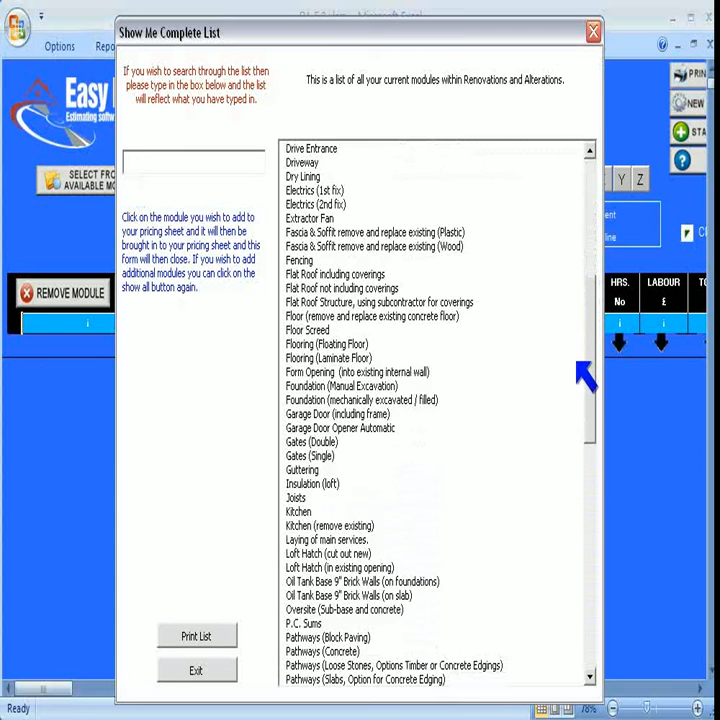 Show Me Complete List
Options
Repo
If you wish to search through the list then
please type in the box below and the list
will reflect what you have typed in.
This is a list of all your current modules within Renovations and Alterations.
Easy
Estimating softw
PRIN
NEW
STA
SELECT FRO
AVAILABLE MO
Y Z
Click on the module you wish to add to
your pricing sheet and it will then be
brought in to your pricing sheet and this
form will then close. If you wish to add
additional modules you can click on the
show all button again.
Drive Entrance
Driveway
Dry Lining
Electrics (1st fix)
Electrics (2nd fix)
Extractor Fan
Fascia & Soffit remove and replace existing (Plastic)
Fascia & Soffit remove and replace existing (Wood)
Fencing
Flat Roof including coverings
Flat Roof not including coverings
Flat Roof Structure, using subcontractor for coverings
Floor (remove and replace existing concrete floor)
Floor Screed
Flooring (Floating Floor)
Flooring (Laminate Floor)
Form Opening (into existing internal wall)
Foundation (Manual Excavation)
Foundation (mechanically excavated / filled)
Garage Door (including frame)
Garage Door Opener Automatic
Gates (Double)
Gates (Single)
Guttering
Insulation (loft)
Joists
Kitchen
Kitchen (remove existing)
Laying of main services.
Loft Hatch (cut out new)
Loft Hatch (in existing opening)
Oil Tank Base 9" Brick Walls (on foundations)
Oil Tank Base 9" Brick Walls (on slab)
Oversite (Sub-base and concrete)
P.C. Sums
Pathways (Block Paving)
Pathways (Concrete)
Pathways (Loose Stones, Options Timber or Concrete Edgings)
Pathways (Slabs, Option for Concrete Edging)
REMOVE MODULE
HRS. LABOUR TO
No £
i i i
Print List
Exit
Ready
78%